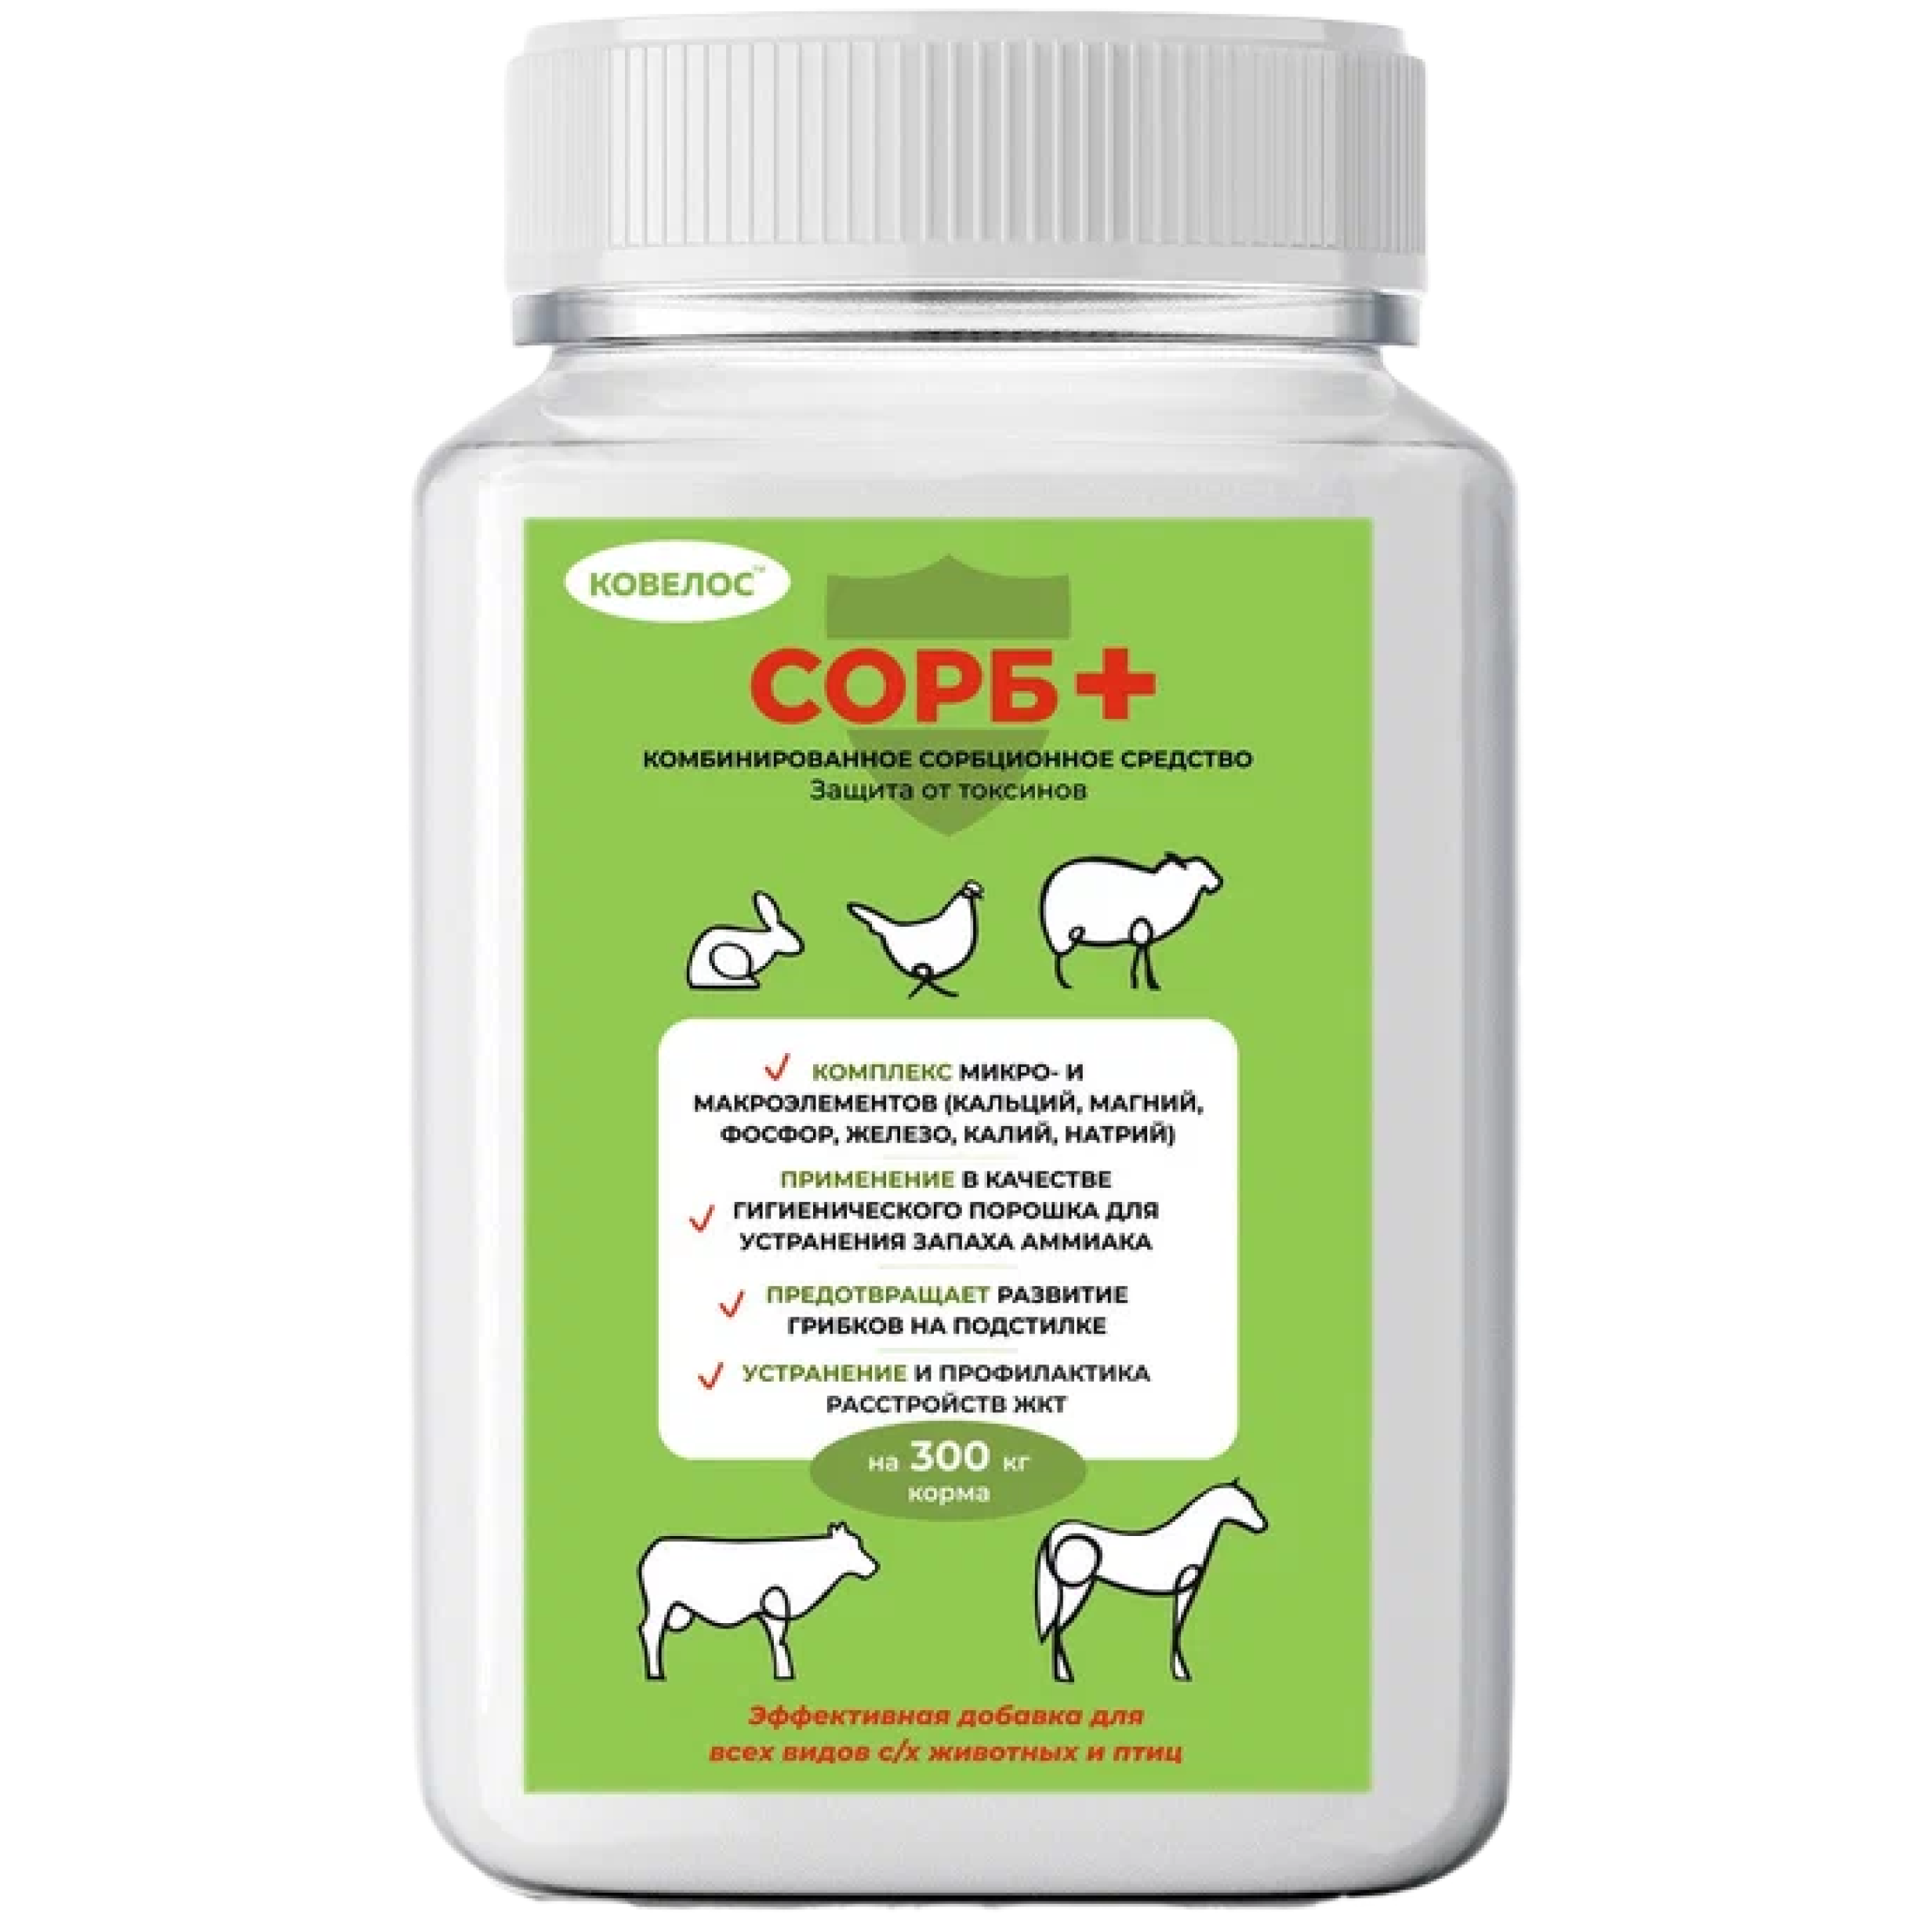 КОВЕЛОС™
СОРБ+
КОМБИНИРОВАННОЕ СОРБЦИОННОЕ СРЕДСТВО
Защита от токсинов
КОМПЛЕКС МИКРО- И
МАКРОЭЛЕМЕНТОВ (КАЛЬЦИЙ, МАГНИЙ,
ФОСФОР, ЖЕЛЕЗО, КАЛИЙ, НАТРИЙ)
ПРИМЕНЕНИЕ В КАЧЕСТВЕ
ГИГИЕНИЧЕСКОГО ПОРОШКА ДЛЯ
УСТРАНЕНИЯ ЗАПАХА АММИАКА
ПРЕДОТВРАЩАЕТ РАЗВИТИЕ
ГРИБКОВ НА ПОДСТИЛКЕ
УСТРАНЕНИЕ И ПРОФИЛАКТИКА
РАССТРОЙСТВ ЖКТ
на 300 кг
корма
Эффективная добавка для
всех видов с/х животных и птиц